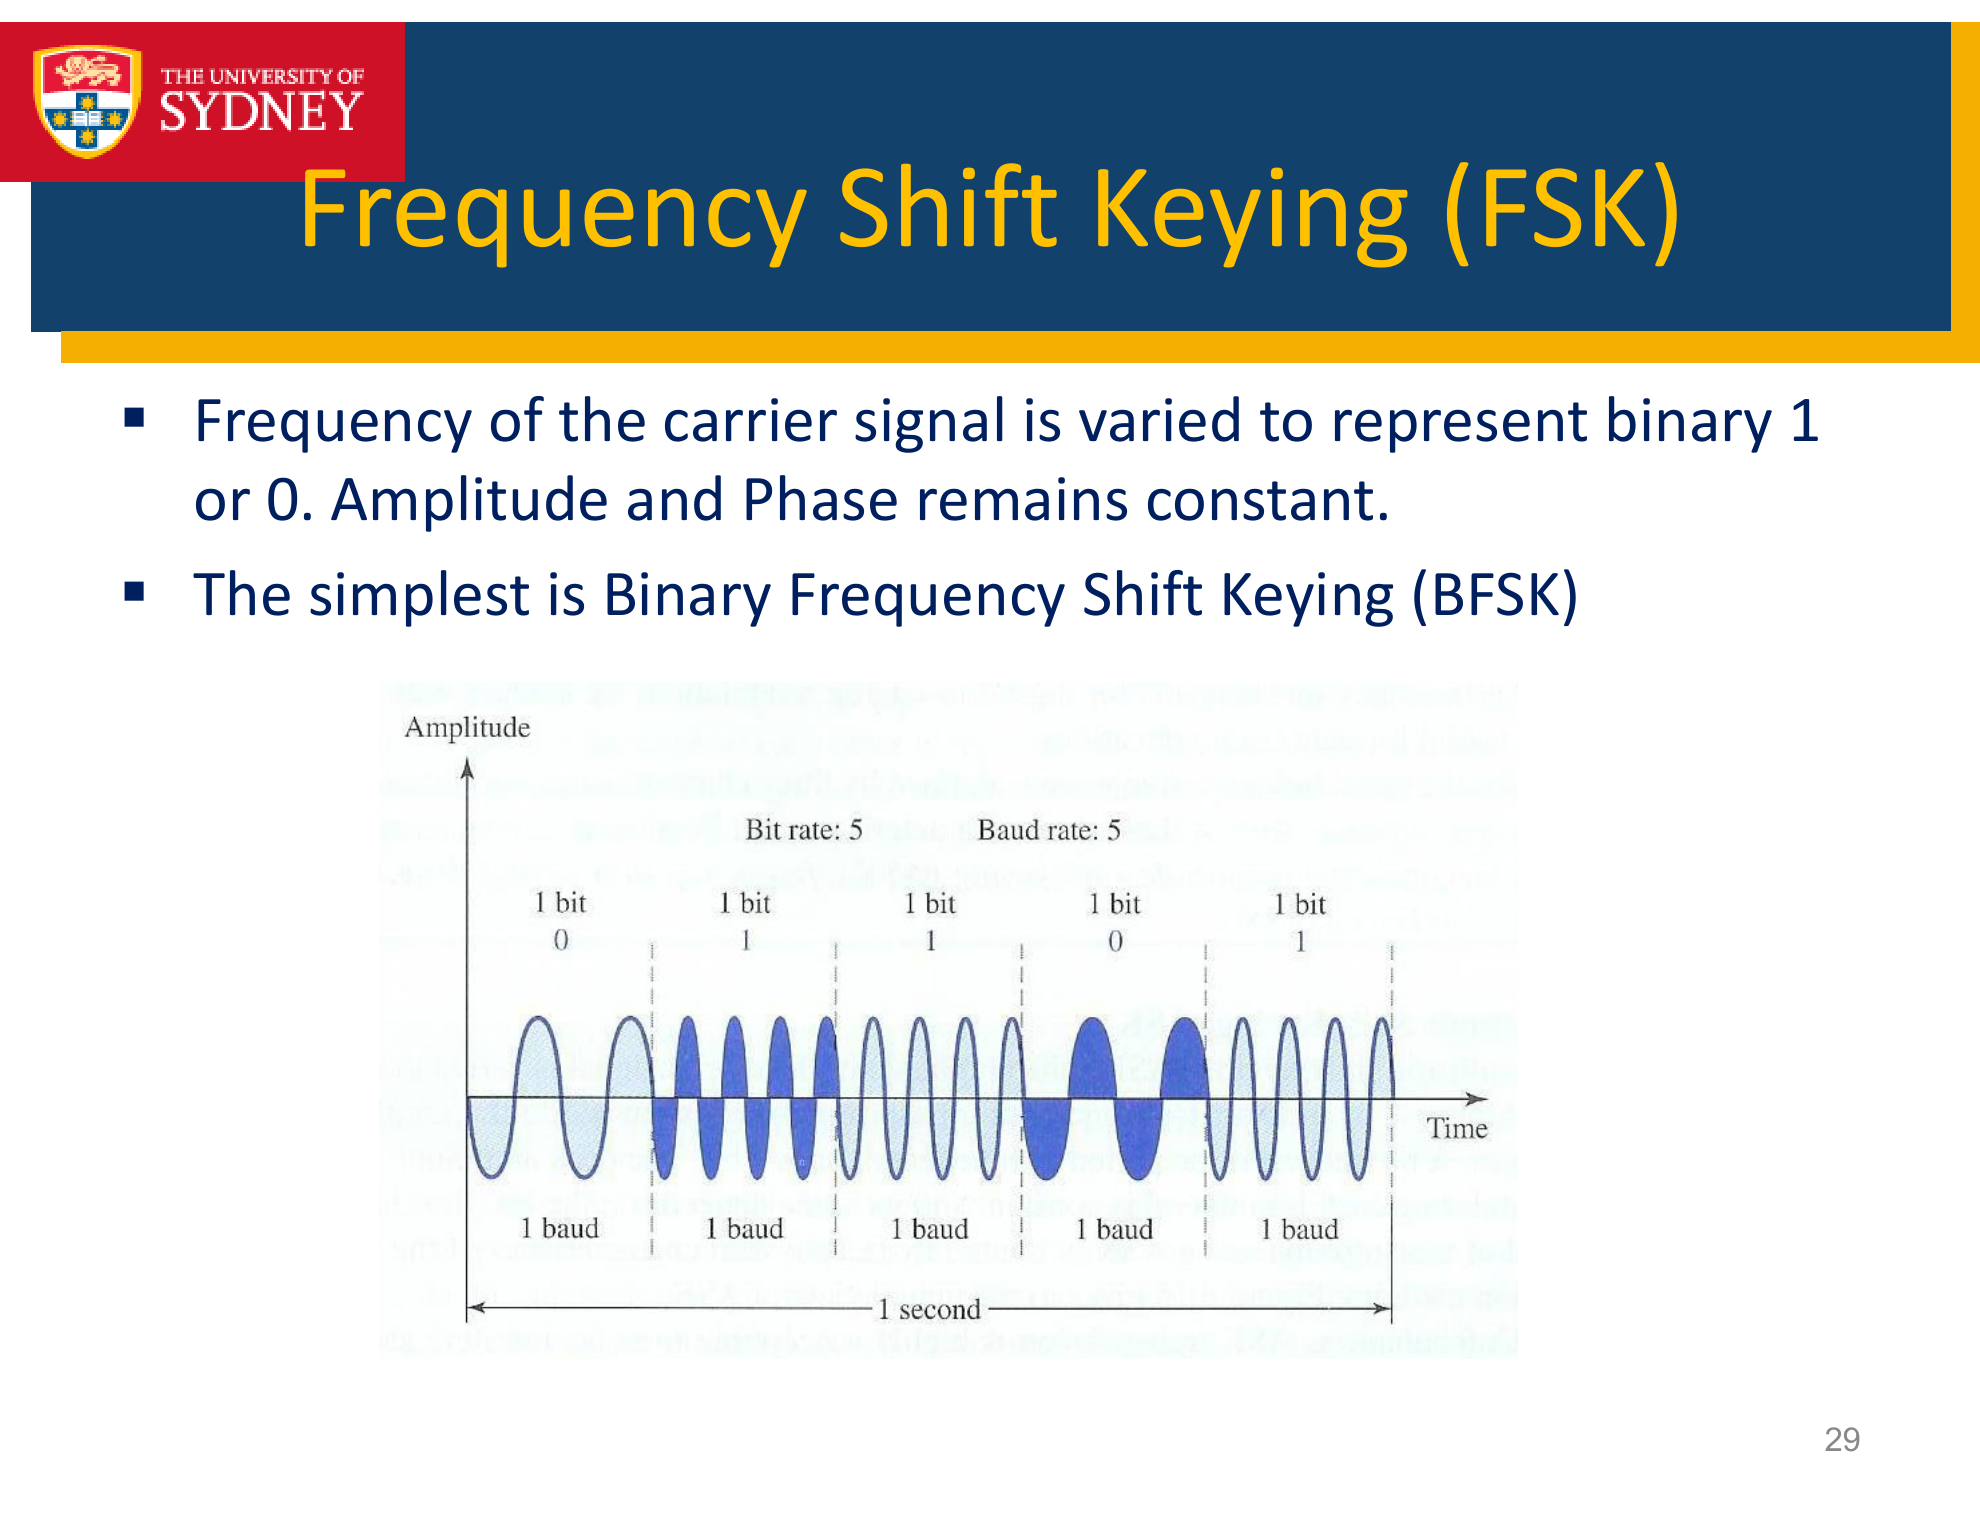 THE UNIVERSITY OF
SYDNEY
Frequency Shift Keying (FSK)
▪ Frequency of the carrier signal is varied to represent binary 1
or 0. Amplitude and Phase remains constant.
▪ The simplest is Binary Frequency Shift Keying (BFSK)
Amplitude
Bit rate: 5 Baud rate: 5
1 bit 1 bit 1 bit 1 bit 1 bit
0 1 1 0 1
Time
1 baud 1 baud 1 baud 1 baud 1 baud
1 second
29